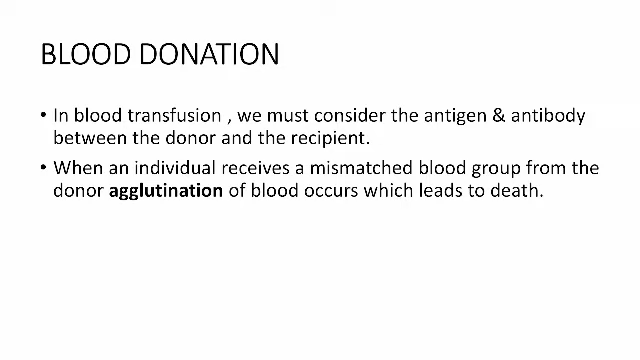 BLOOD DONATION
• In blood transfusion , we must consider the antigen & antibody
between the donor and the recipient.
• When an individual receives a mismatched blood group from the
donor agglutination of blood occurs which leads to death.